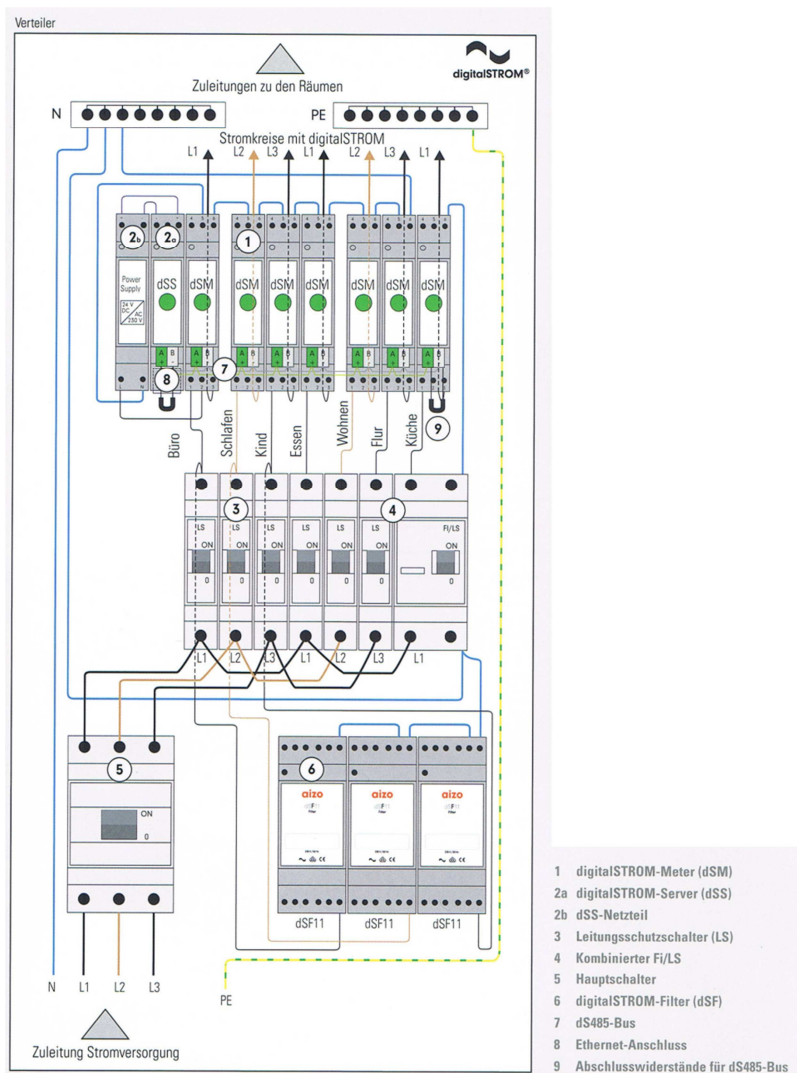 Verteiler
digitalSTROM®
Zuleitungen zu den Räumen
N
PE
Stromkreise mit digitalSTROM
L1 L2 L3 L1 L2 L3 L1
2b 2a 1
Power Supply dSS dSM dSM dSM dSM dSM dSM dSM
24 V
DC
AC
230 V
A B A B A B A B A B A B A B A B
+ - + + - + + + - + +
8 7
9
Büro Schlafen Kind Essen Wohnen Flur Küche
3 4
LS LS LS LS LS LS FI/LS
ON ON ON ON ON ON ON
0 0 0 0 0 0 0
L1 L2 L3 L1 L2 L3 L1
5 6
aizo aizo aizo
Filter Filter Filter
ON
0
dSF11 dSF11 dSF11
N L1 L2 L3
PE
Zuleitung Stromversorgung
1 digitalSTROM-Meter (dSM)
2a digitalSTROM-Server (dSS)
2b dSS-Netzteil
3 Leitungsschutzschalter (LS)
4 Kombinierter Fi/LS
5 Hauptschalter
6 digitalSTROM-Filter (dSF)
7 dS485-Bus
8 Ethernet-Anschluss
9 Abschlusswiderstände für dS485-Bus